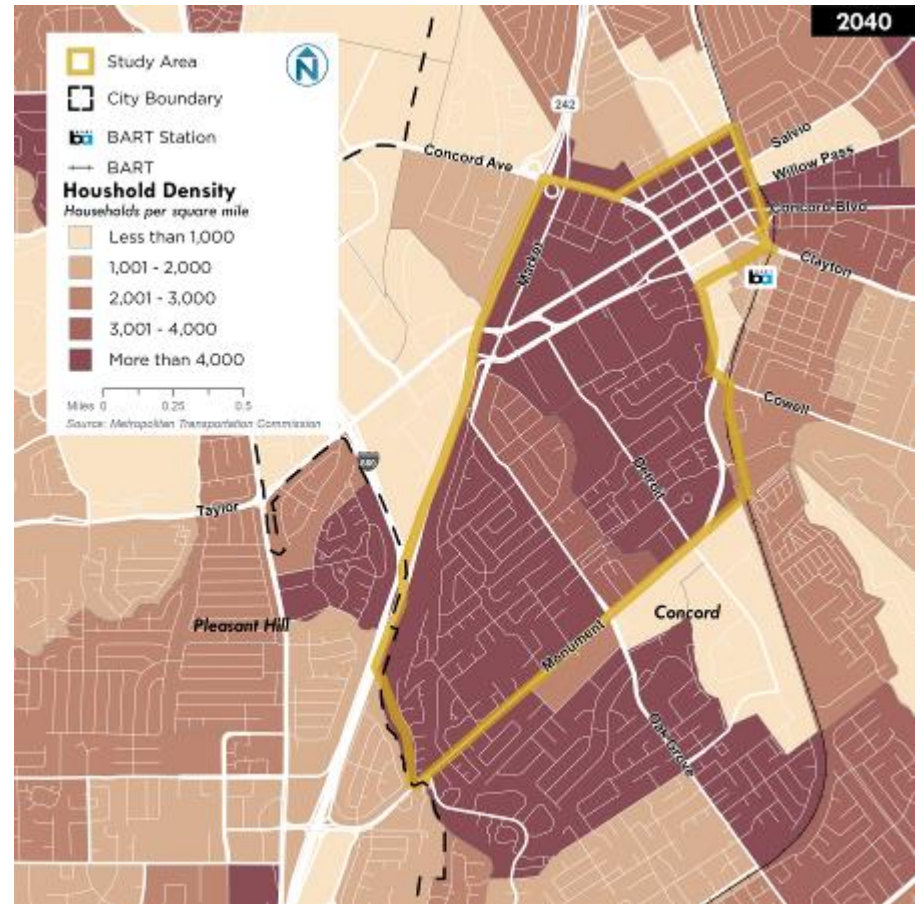 2040
Study Area
City Boundary
BART Station
BART
Houshold Density
Households per square mile
Less than 1,000
1,001 - 2,000
2,001 - 3,000
3,001 - 4,000
More than 4,000
Miles 0 0.25 0.5
Source: Metropolitan Transportation Commission
N
ba
242
Concord Ave
Salvio
Willow Pass
Concord Blvd
Clayton
Market
BART
ba
Cowell
Detroit
680
Taylor
Pleasant Hill
Concord
Monument
Oak Grove